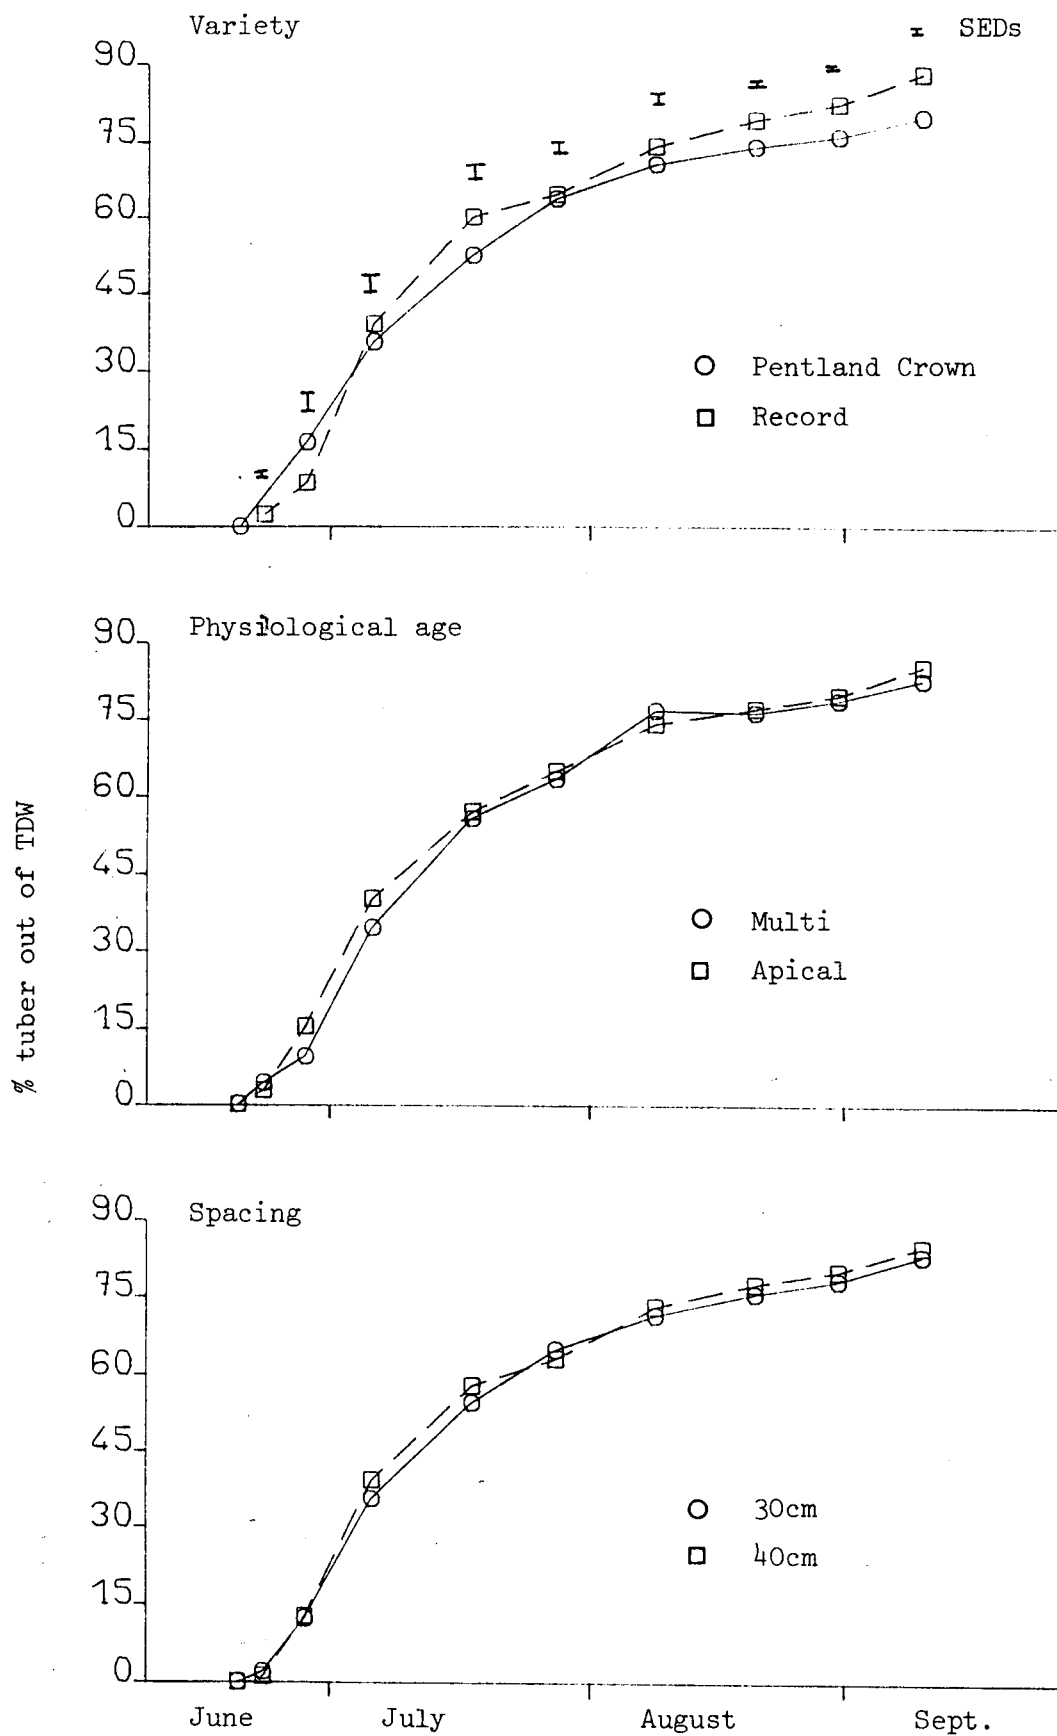 Variety
SEDs
90
75
60
45
30
15
0
Pentland Crown
Record
Physiological age
90
75
60
45
30
15
0
Multi
Apical
% tuber out of TDW
Spacing
90
75
60
45
30
15
0
30cm
40cm
June July August Sept.